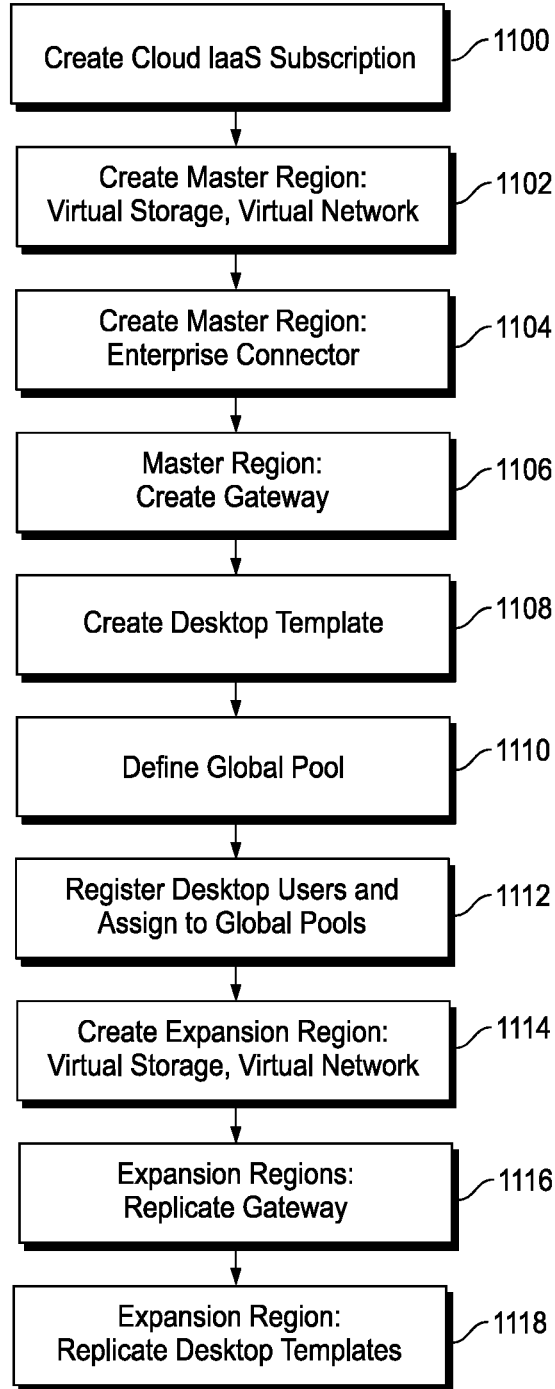 Create Cloud IaaS Subscription
1100
Create Master Region:
Virtual Storage, Virtual Network
1102
Create Master Region:
Enterprise Connector
1104
Master Region:
Create Gateway
1106
Create Desktop Template
1108
Define Global Pool
1110
Register Desktop Users and
Assign to Global Pools
1112
Create Expansion Region:
Virtual Storage, Virtual Network
1114
Expansion Regions:
Replicate Gateway
1116
Expansion Region:
Replicate Desktop Templates
1118